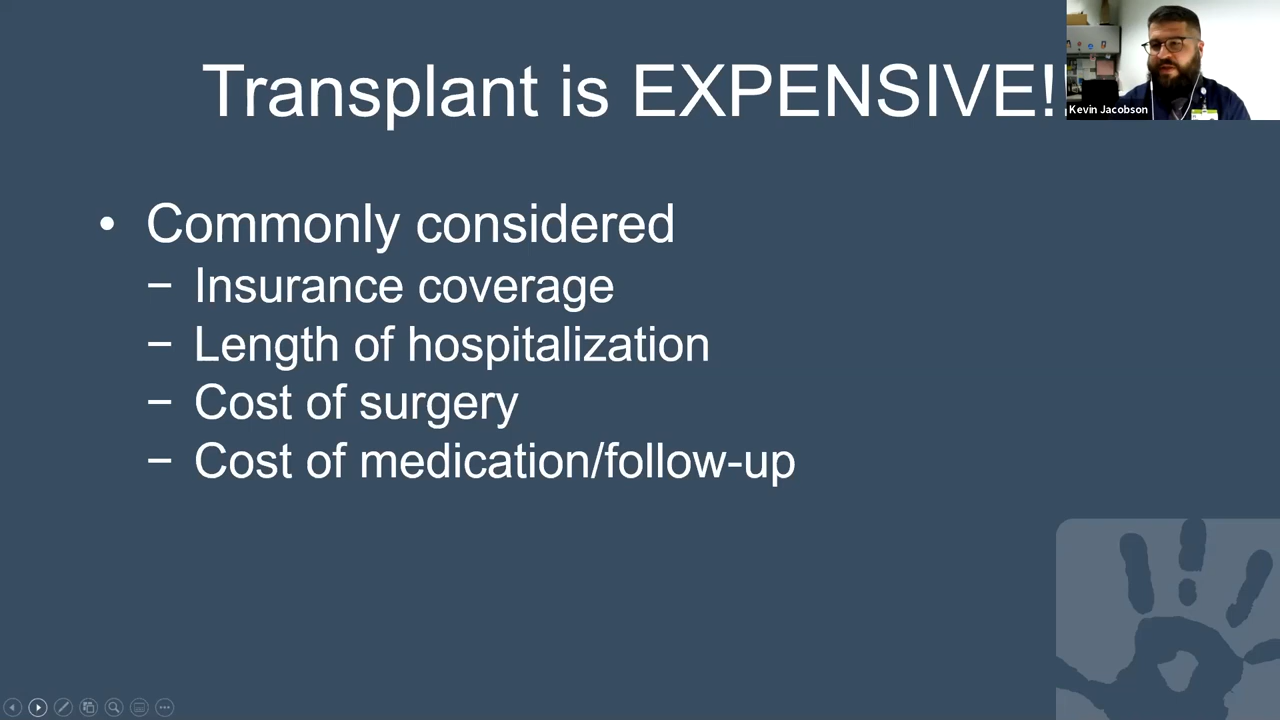 Transplant is EXPENSIVE!
Kevin Jacobson
• Commonly considered
– Insurance coverage
– Length of hospitalization
– Cost of surgery
– Cost of medication/follow-up